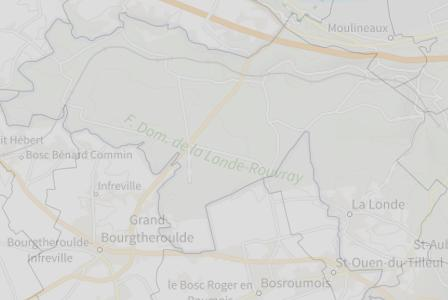 Moulineaux
F. Dom. de la Londe-Rouvray
it Hébert
Bosc Bénard Commin
Infreville
La Londe
Grand
Bourgtheroulde
Bourgtheroulde
Infreville
St-Au
St-Ouen-du-Tilleul
le Bosc Roger en
Roumois
Bosroumois